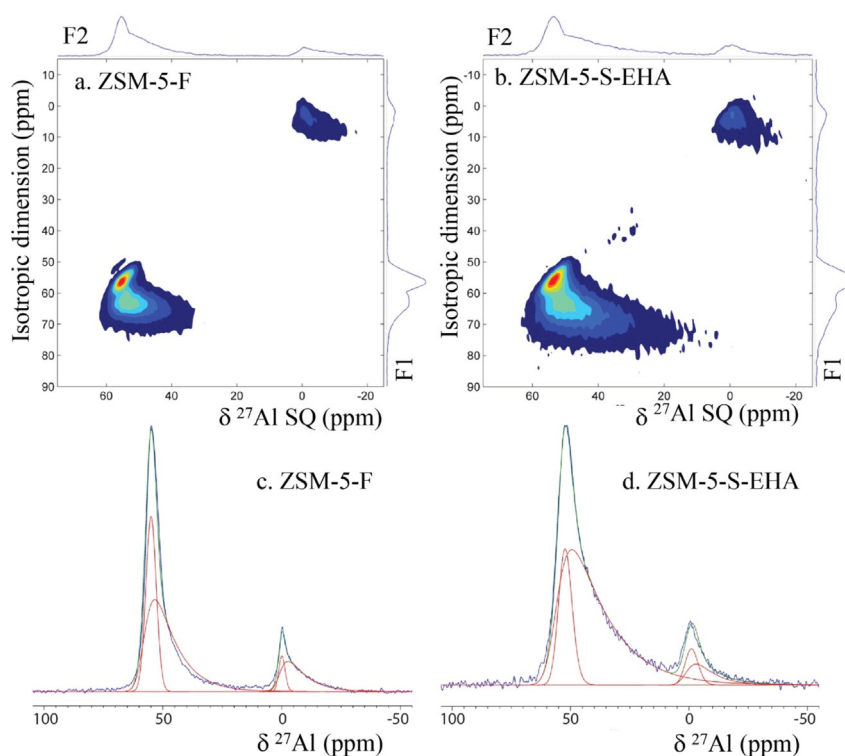 F2
a. ZSM-5-F
Isotropic dimension (ppm)
10
0
10
20
30
40
50
60
70
80
90
60
40
20
0
-20
δ ²⁷Al SQ (ppm)
F1
F2
b. ZSM-5-S-EHA
Isotropic dimension (ppm)
-10
0
10
20
30
40
50
60
70
80
90
60
40
20
0
-20
δ ²⁷Al SQ (ppm)
F1
c. ZSM-5-F
100
50
0
-50
δ ²⁷Al (ppm)
d. ZSM-5-S-EHA
100
50
0
-50
δ ²⁷Al (ppm)